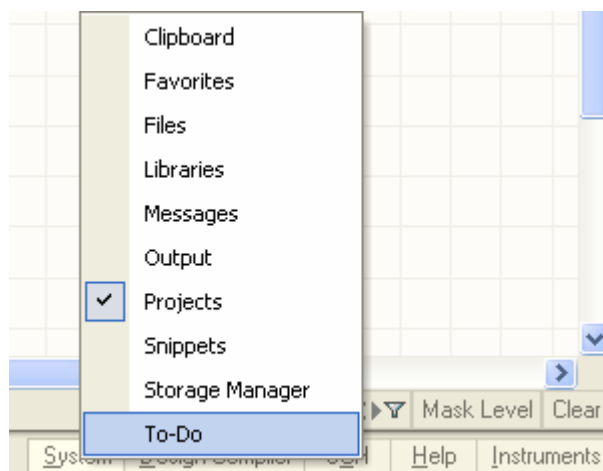 Clipboard
Favorites
Files
Libraries
Messages
Output
Projects
Snippets
Storage Manager
To-Do
Mask Level Clear
Help Instruments